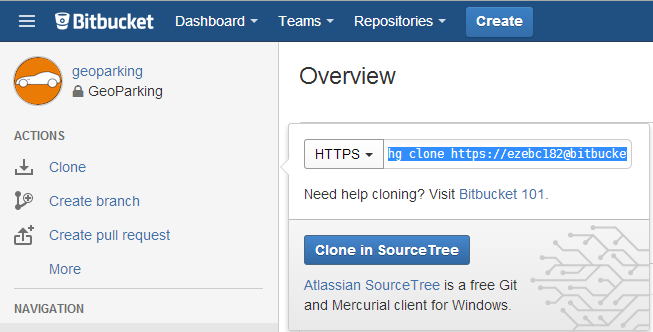 Bitbucket Dashboard Teams Repositories Create
geoparking
GeoParking
Overview
ACTIONS
Clone
Create branch
Create pull request
More
NAVIGATION
HTTPS hg clone https://ezebc182@bitbucke
Need help cloning? Visit Bitbucket 101.
Clone in SourceTree
Atlassian SourceTree is a free Git
and Mercurial client for Windows.